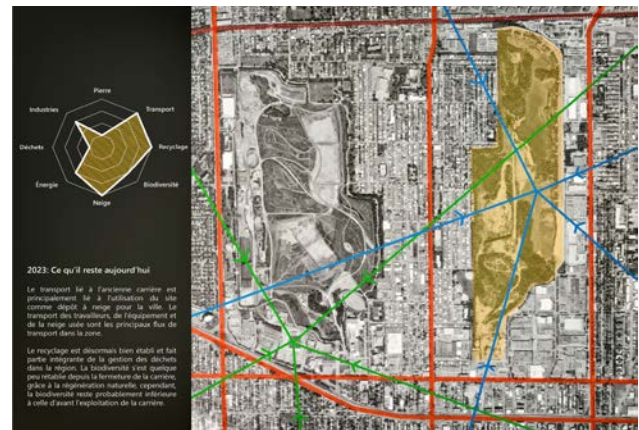 Pierre
Industries
Transport
Déchets
Recyclage
Énergie
Biodiversité
Neige
2023: Ce qu'il reste aujourd'hui
Le transport lié à l'ancienne carrière est
principalement lié à l'utilisation du site
comme dépôt à neige pour la ville. Le
transport des travailleurs, de l'équipement et
de la neige usée sont les principaux flux de
transport dans la zone.
Le recyclage est désormais bien établi et fait
partie intégrante de la gestion des déchets
dans la région. La biodiversité s'est quelque
peu rétablie depuis la fermeture de la carrière,
grâce à la régénération naturelle, cependant,
la biodiversité reste probablement inférieure
à celle d'avant l'exploitation de la carrière.